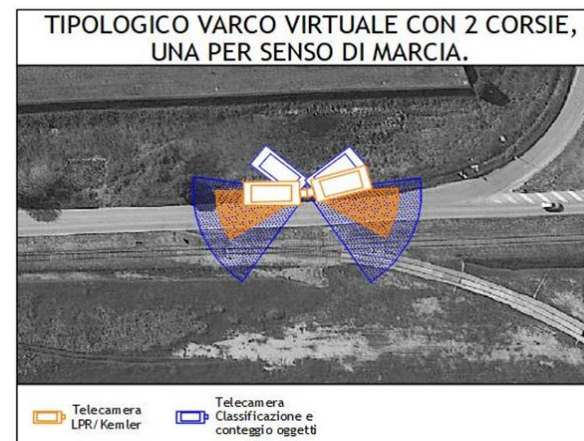 TIPOLOGICO VARCO VIRTUALE CON 2 CORSIE,
UNA PER SENSO DI MARCIA.
Telecamera
LPR/Kemler
Telecamera
Classificazione e
conteggio oggetti